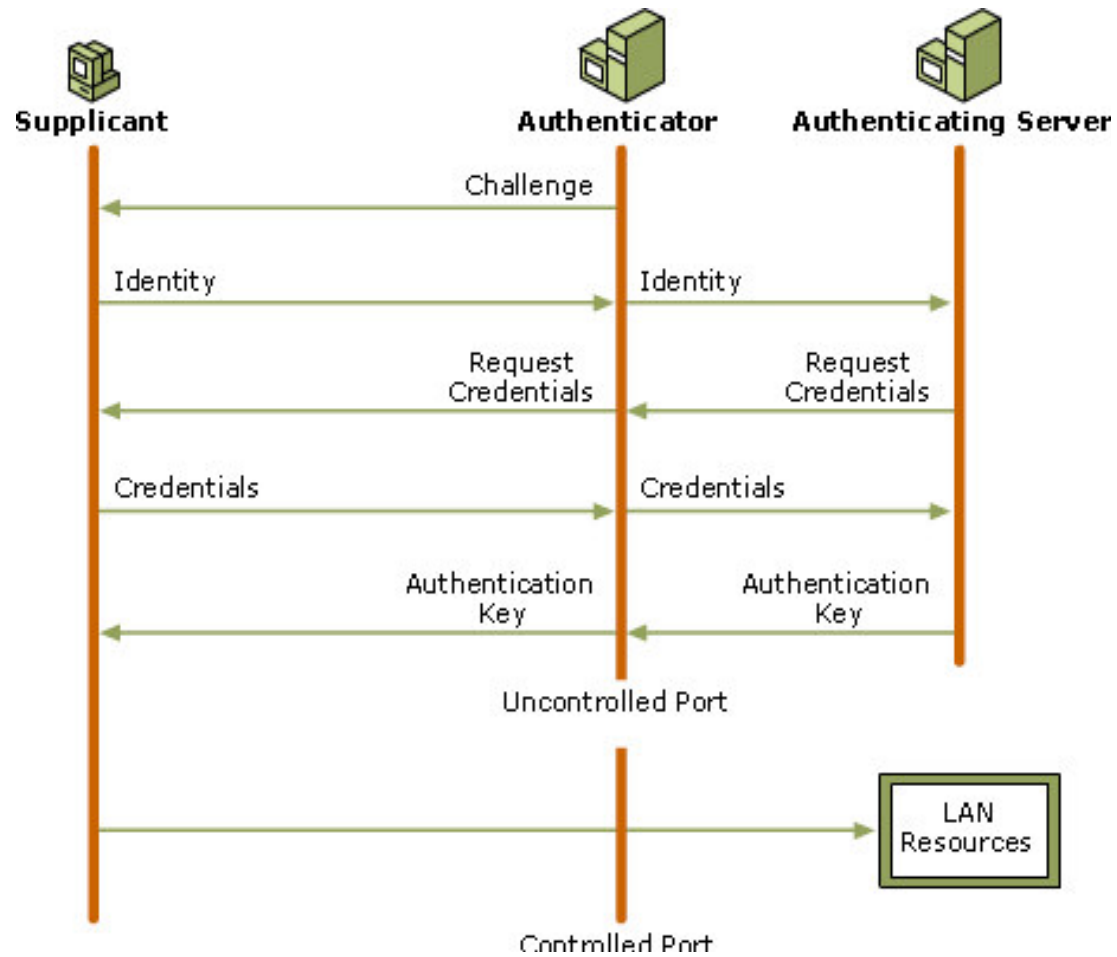 Supplicant
Authenticator
Authenticating Server
Challenge
Identity
Identity
Request
Credentials
Request
Credentials
Credentials
Credentials
Authentication
Key
Authentication
Key
Uncontrolled Port
LAN
Resources
Controlled Port